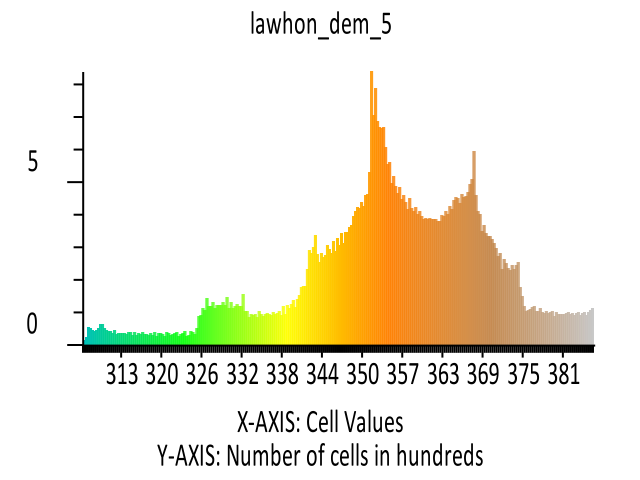 lawhon_dem_5
5
0
313 320 326 332 338 344 350 357 363 369 375 381
X-AXIS: Cell Values
Y-AXIS: Number of cells in hundreds